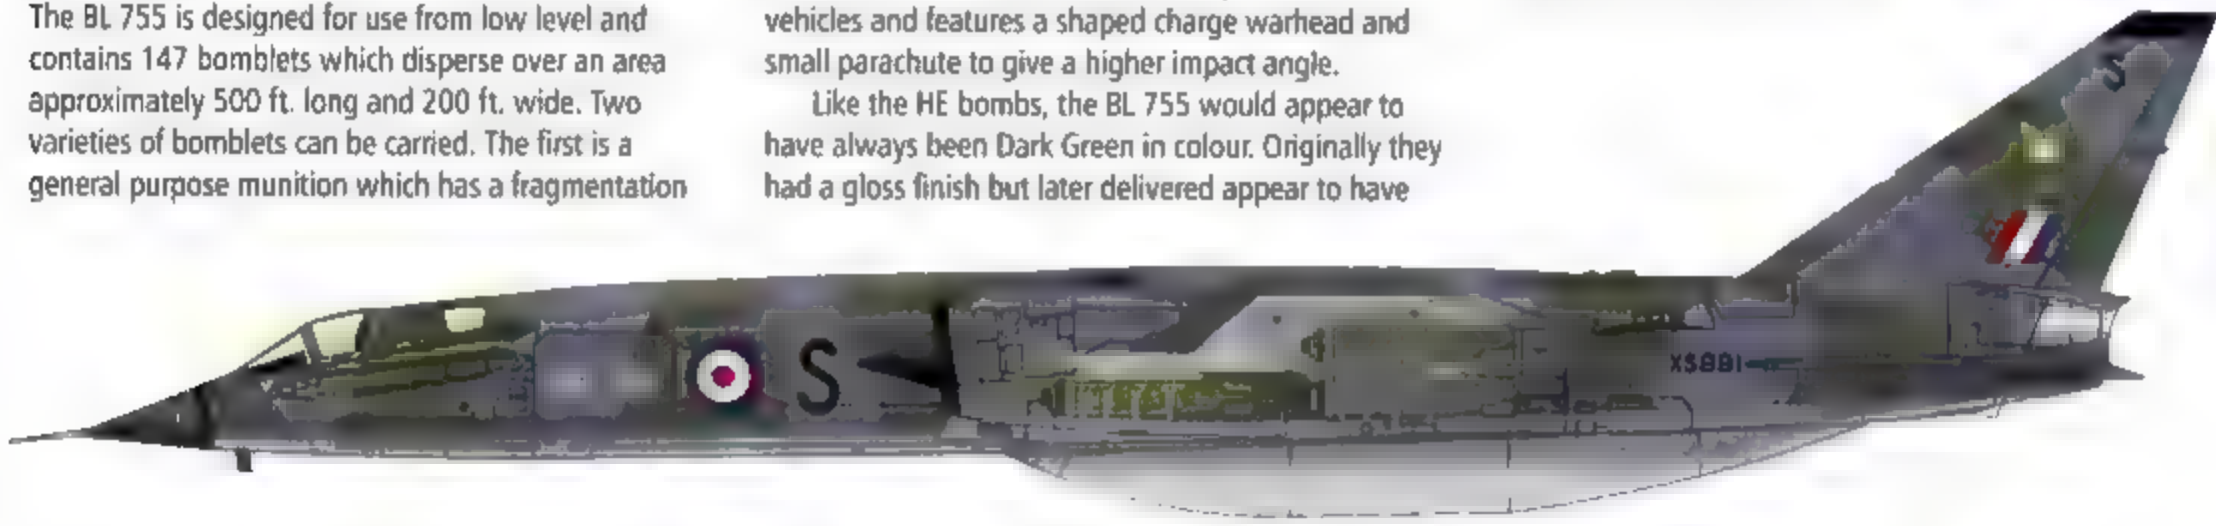 The BL 755 is designed for use from low level and
contains 147 bomblets which disperse over an area
approximately 500 ft. long and 200 ft. wide. Two
varieties of bomblets can be carried. The first is a
general purpose munition which has a fragmentation
vehicles and features a shaped charge warhead and
small parachute to give a higher impact angle.
Like the HE bombs, the BL 755 would appear to
have always been Dark Green in colour. Originally they
had a gloss finish but later delivered appear to have
S
S
XS881